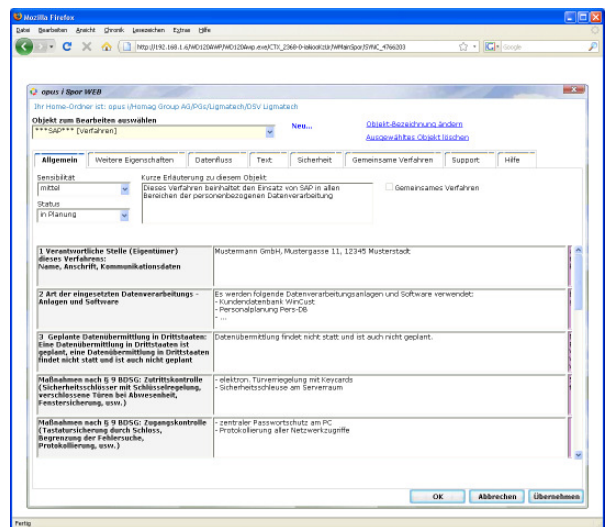 Mozilla Firefox
Datei Bearbeiten Ansicht Chronik Lesezeichen Extras Hilfe
Google
opus i Spor WEB
Ihr Home-Ordner ist: opus i/Homag Group AG/PGs/Ligmatech/DSV Ligmatech
Objekt zum Bearbeiten auswählen
***SAP*** [Verfahren]
Neu...
Objekt-Bezeichnung ändern
Ausgewähltes Objekt löschen
Allgemein Weitere Eigenschaften Datenfluss Text Sicherheit Gemeinsame Verfahren Support Hilfe
Sensibilität
mittel
Status
in Planung
Kurze Erläuterung zu diesem Objekt
Dieses Verfahren beinhaltet den Einsatz von SAP in allen
Bereichen der personenbezogenen Datenverarbeitung
Gemeinsames Verfahren
1 Verantwortliche Stelle (Eigentümer)
dieses Verfahrens:
Name, Anschrift, Kommunikationsdaten
Mustermann GmbH, Mustergasse 11, 12345 Musterstadt
2 Art der eingesetzten Datenverarbeitungs -
Anlagen und Software
Es werden folgende Datenverarbeitungsanlagen und Software verwendet:
- Kundendatenbank WinCust
- Personalplanung Pers-DB
- ...
3 Geplante Datenübermittlung in Drittstaaten:
Eine Datenübermittlung in Drittstaaten ist
geplant, eine Datenübermittlung in Drittstaaten
findet nicht statt und ist auch nicht geplant
Datenübermittlung findet nicht statt und ist auch nicht geplant.
Maßnahmen nach § 9 BDSG: Zutrittskontrolle
(Sicherheitsschlösser mit Schlüsselregelung,
verschlossene Türen bei Abwesenheit,
Fenstersicherung, usw.)
- elektron. Türverriegelung mit Keycards
- Sicherheitsschleuse am Serverraum
Maßnahmen nach § 9 BDSG: Zugangskontrolle
(Tastatursicherung durch Schloss,
Begrenzung der Fehlersuche,
Protokollierung, usw.)
- zentraler Passwortschutz am PC
- Protokollierung aller Netzwerkzugriffe
OK Abbrechen Übernehmen
Fertig